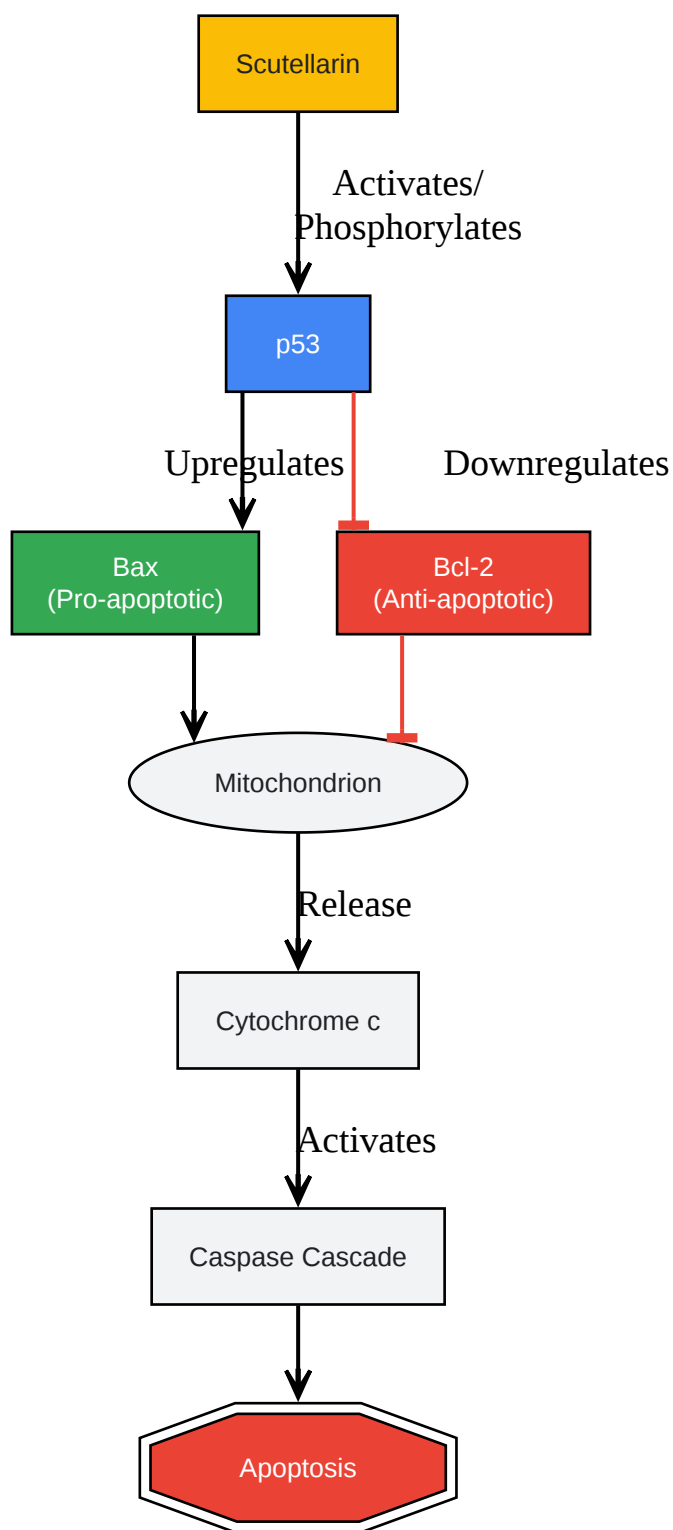 Scutellarin
Activates/
Phosphorylates
p53
Upregulates
Downregulates
Bax
(Pro-apoptotic)
Bcl-2
(Anti-apoptotic)
Mitochondrion
Release
Cytochrome c
Activates
Caspase Cascade
Apoptosis